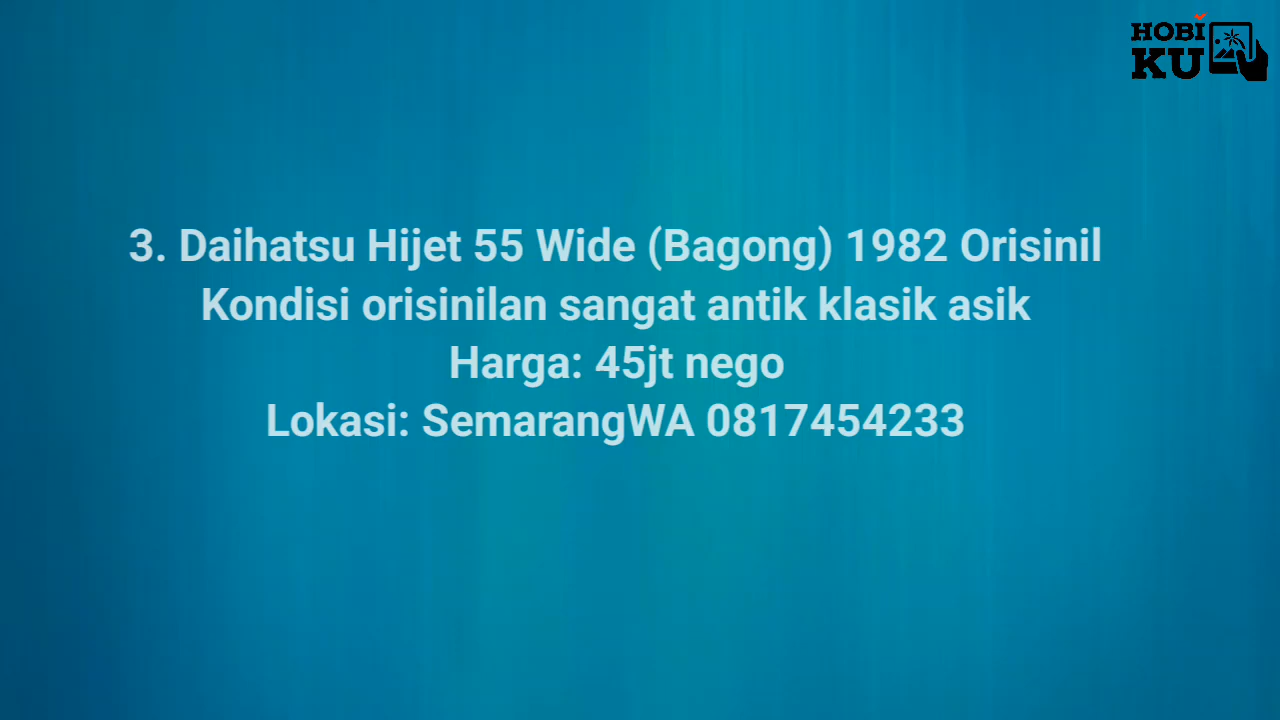 HOBI
KU
3. Daihatsu Hijet 55 Wide (Bagong) 1982 Orisinil
Kondisi orisinilan sangat antik klasik asik
Harga: 45jt nego
Lokasi: SemarangWA 0817454233